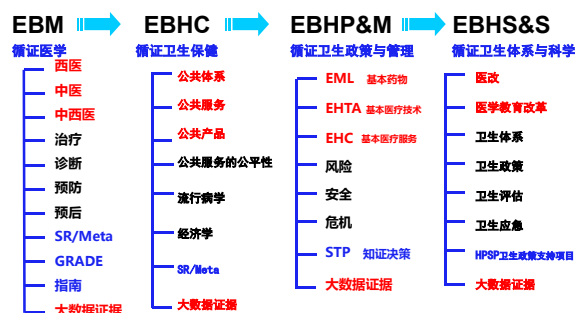 EBM EBHC EBHP&M EBHS&S
循证医学 循证卫生保健 循证卫生政策与管理 循证卫生体系与科学
西医
中医
中西医
治疗
诊断
预防
预后
SR/Meta
GRADE
指南
大数据证据
公共体系
公共服务
公共产品
公共服务的公平性
流行病学
经济学
SR/Meta
大数据证据
EML 基本药物
EHTA 基本医疗技术
EHC 基本医疗服务
风险
安全
危机
STP 知证决策
大数据证据
医改
医学教育改革
卫生体系
卫生政策
卫生评估
卫生应急
HPSP卫生政策支持项目
大数据证据